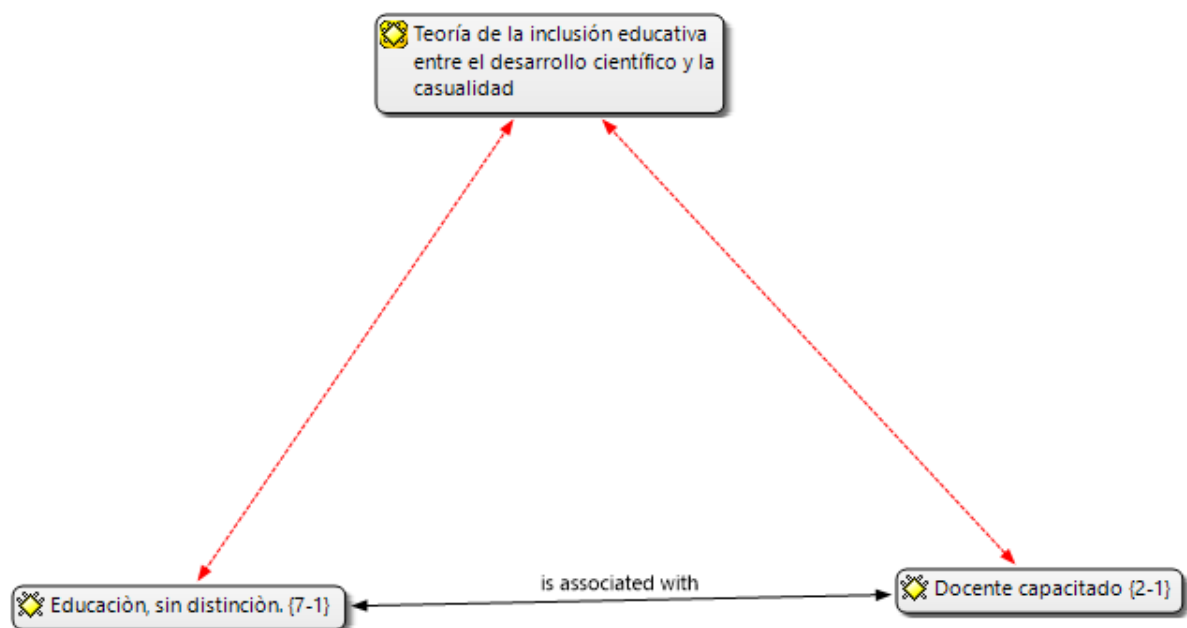 Teoría de la inclusión educativa
entre el desarrollo científico y la
casualidad
is associated with
Educaciòn, sin distinciòn. {7-1}
Docente capacitado {2-1}